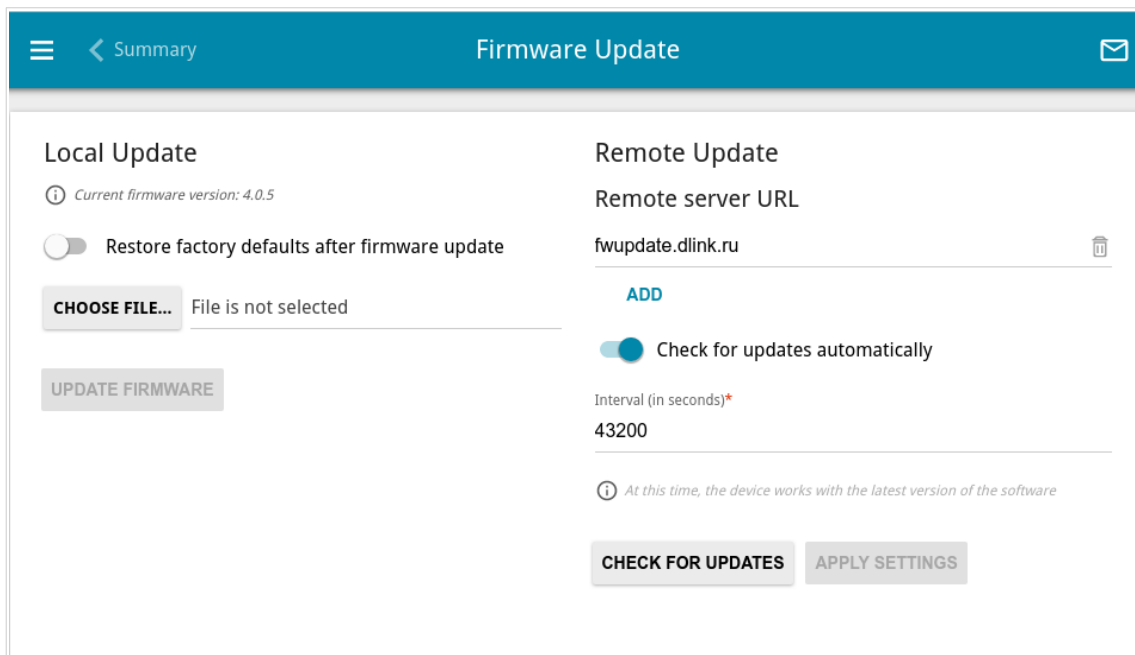 Summary
Firmware Update
Local Update
Current firmware version: 4.0.5
Restore factory defaults after firmware update
CHOOSE FILE... File is not selected
UPDATE FIRMWARE
Remote Update
Remote server URL
fwupdate.dlink.ru
ADD
Check for updates automatically
Interval (in seconds)*
43200
At this time, the device works with the latest version of the software
CHECK FOR UPDATES
APPLY SETTINGS